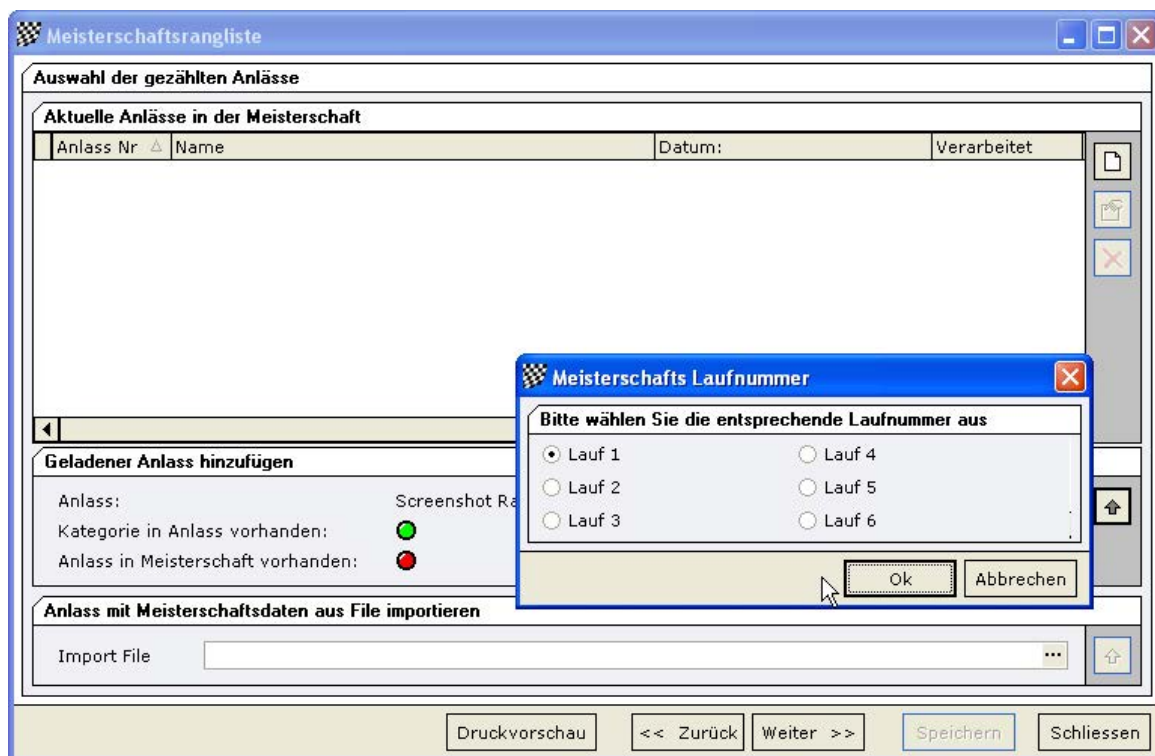 Meisterschaftsrangliste
Auswahl der gezählten Anlässe
Aktuelle Anlässe in der Meisterschaft
Anlass Nr Name Datum: Verarbeitet
Meisterschafts Laufnummer
Bitte wählen Sie die entsprechende Laufnummer aus
Lauf 1 Lauf 4
Lauf 2 Lauf 5
Lauf 3 Lauf 6
Ok Abbrechen
Geladener Anlass hinzufügen
Anlass: Screenshot
Kategorie in Anlass vorhanden:
Anlass in Meisterschaft vorhanden:
Anlass mit Meisterschaftsdaten aus File importieren
Import File ...
Druckvorschau << Zurück Weiter >> Speichern Schliessen